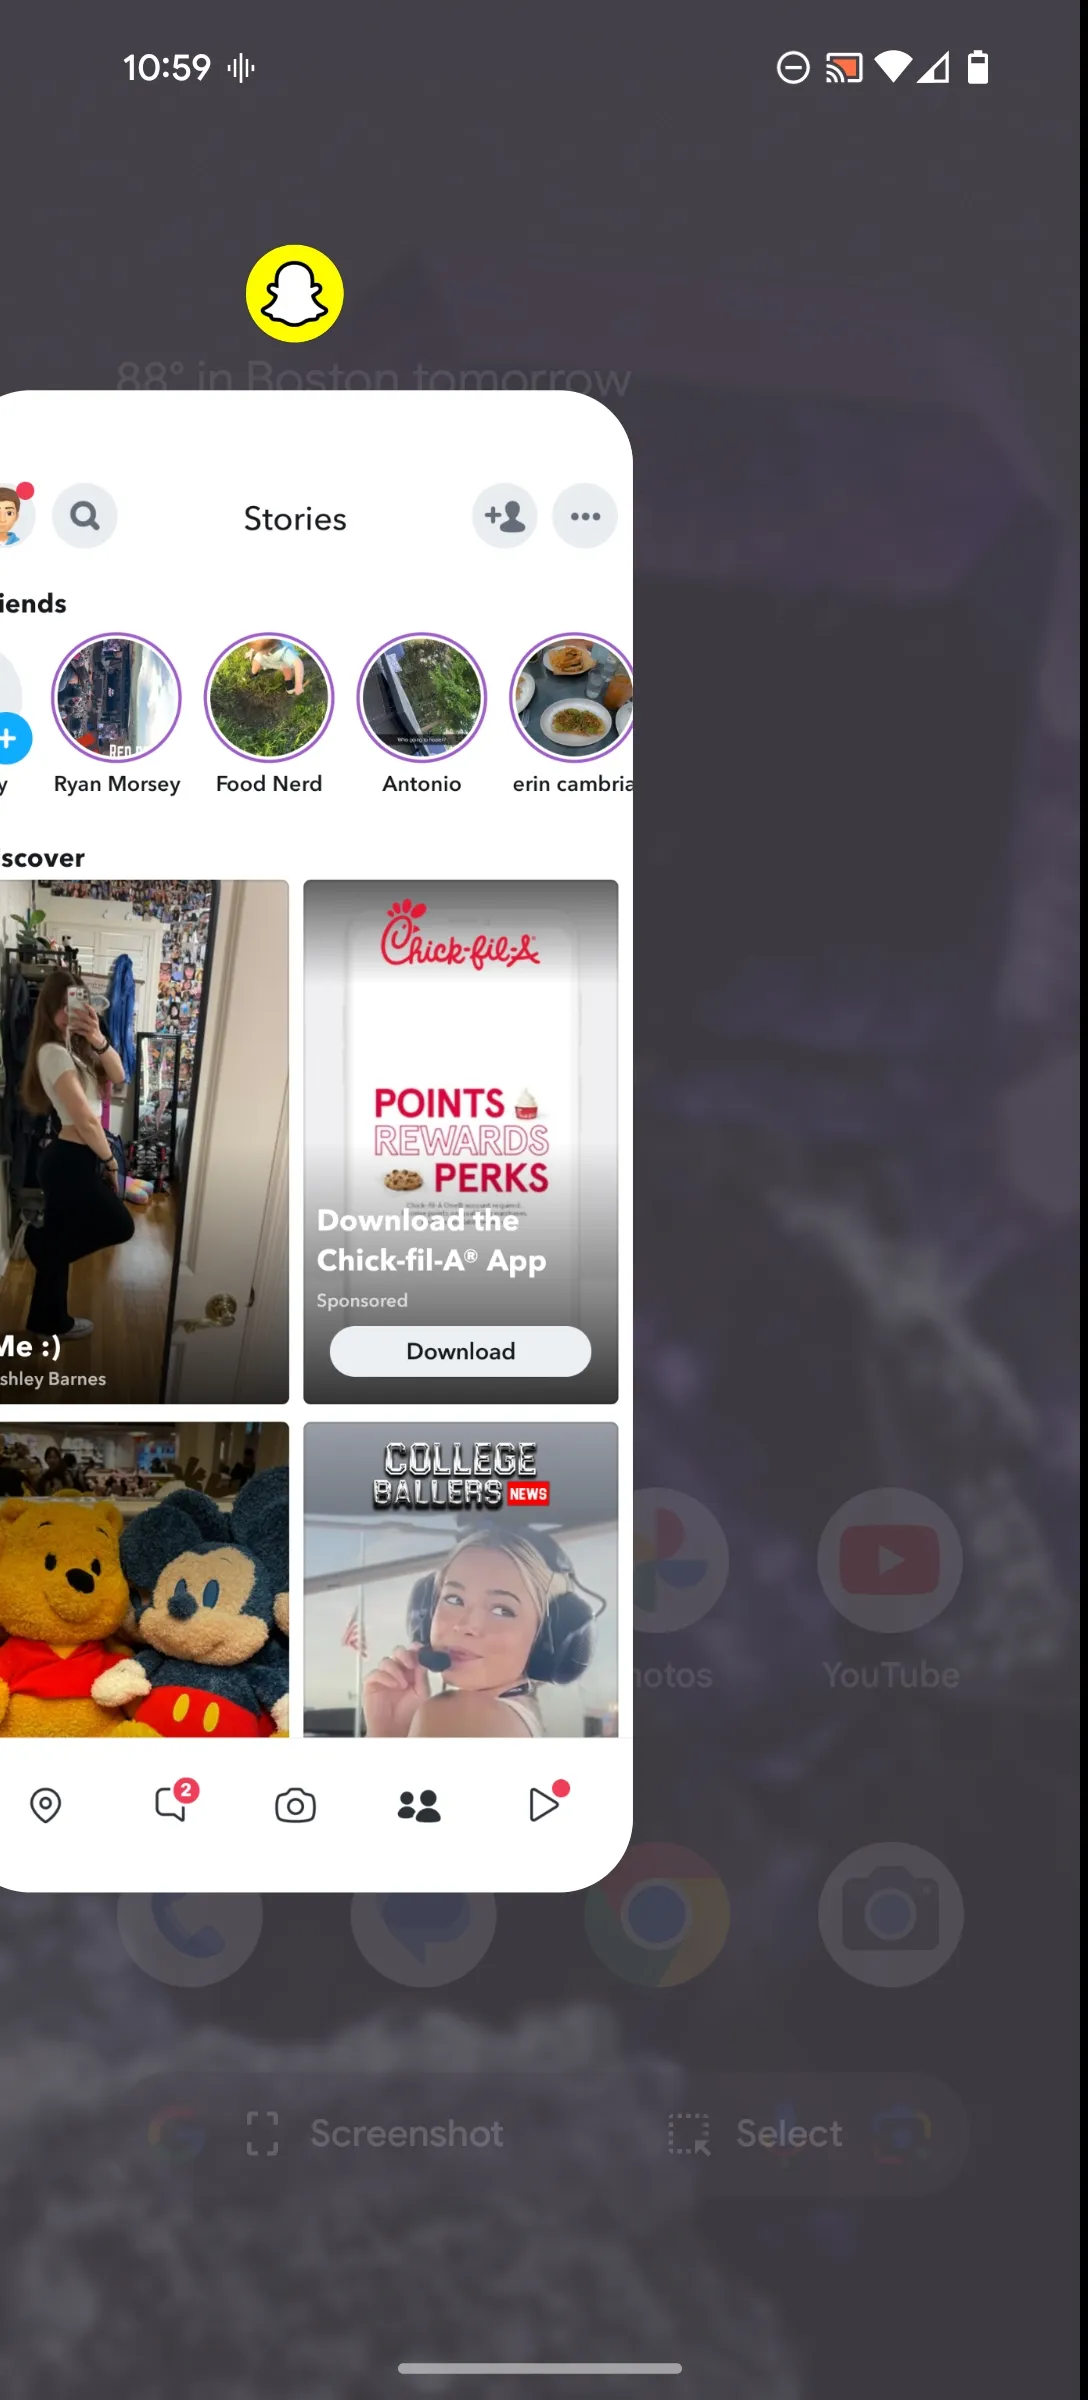 10:59
88° in Boston tomorrow
Stories
iends
y
Ryan Morsey
Food Nerd
Antonio
erin cambria
RED
scover
Chick-fil-A
POINTS
REWARDS
PERKS
Download the
Chick-fil-A® App
Sponsored
Download
Me :)
shley Barnes
COLLEGE
BALLERS NEWS
hotos
YouTube
2
Screenshot
Select